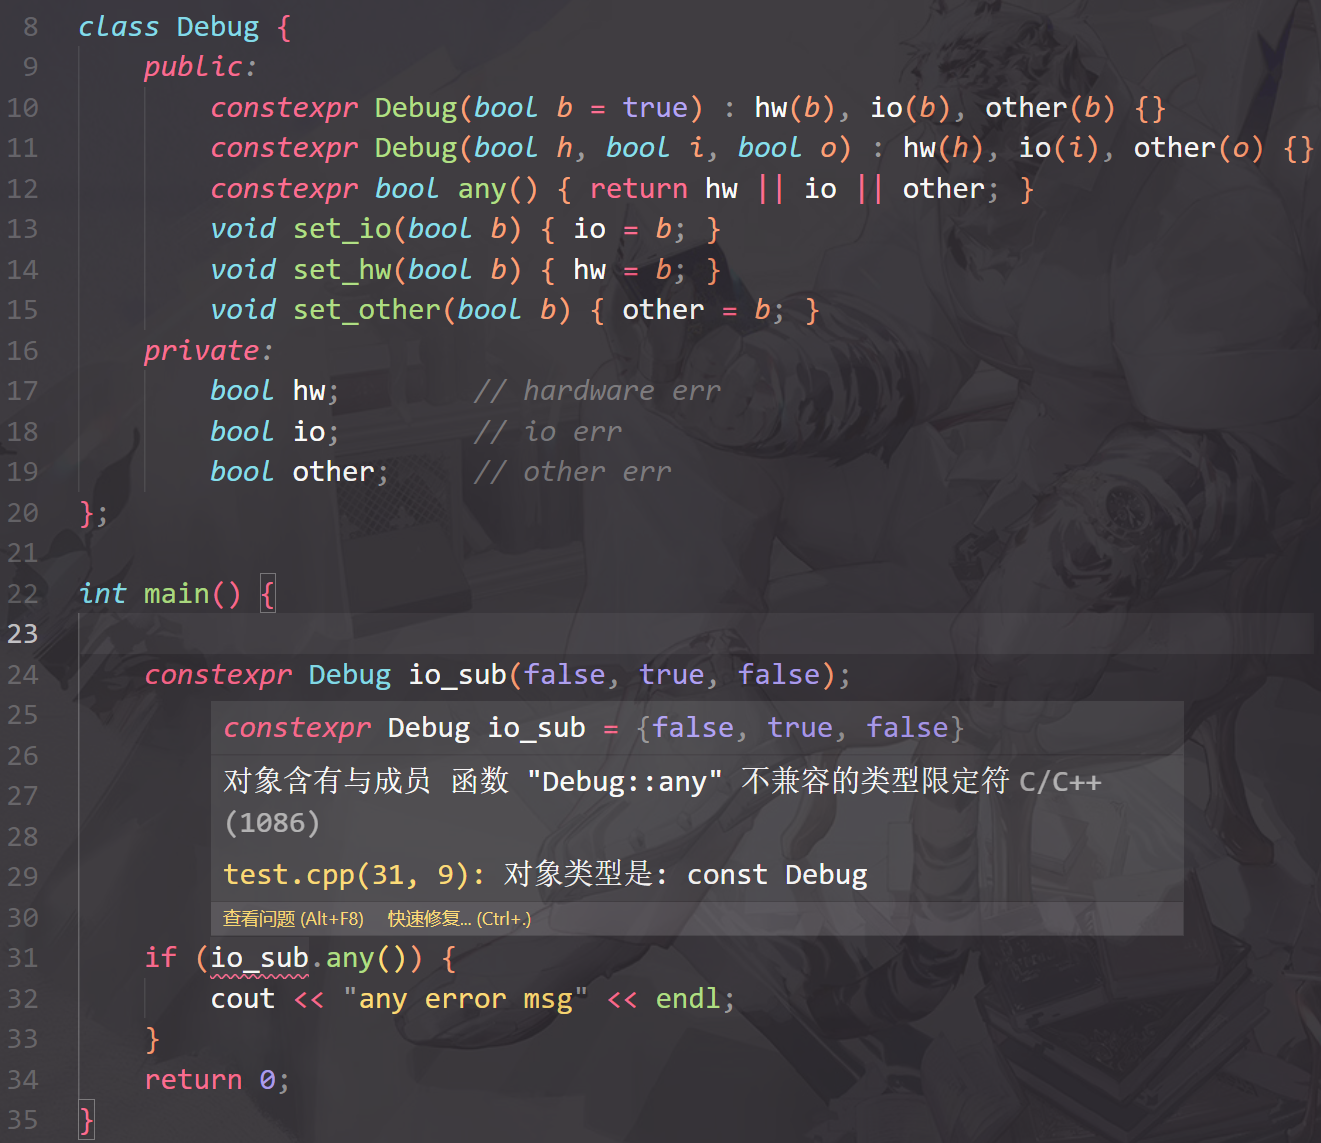 8 class Debug {
9 public:
10 constexpr Debug(bool b = true) : hw(b), io(b), other(b) {}
11 constexpr Debug(bool h, bool i, bool o) : hw(h), io(i), other(o) {}
12 constexpr bool any() { return hw || io || other; }
13 void set_io(bool b) { io = b; }
14 void set_hw(bool b) { hw = b; }
15 void set_other(bool b) { other = b; }
16 private:
17 bool hw; // hardware err
18 bool io; // io err
19 bool other; // other err
20 };
21
22 int main() {
23
24 constexpr Debug io_sub(false, true, false);
25 constexpr Debug io_sub = {false, true, false}
26 对象含有与成员 函数 "Debug::any" 不兼容的类型限定符 C/C++
27
28 (1086)
29 test.cpp(31, 9): 对象类型是: const Debug
30 查看问题 (Alt+F8) 快速修复... (Ctrl+.)
31 if (io_sub.any()) {
32 cout << "any error msg" << endl;
33 }
34 return 0;
35 }